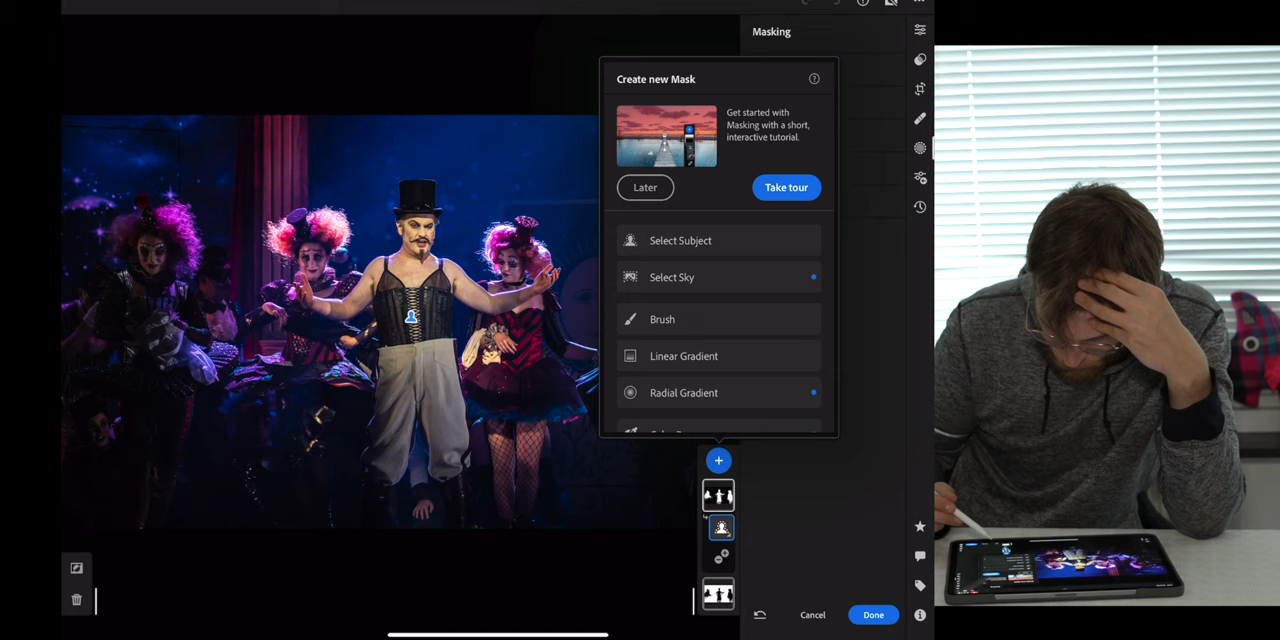 Masking
Create new Mask
Get started with
Masking with a short,
interactive tutorial.
Later
Take tour
Select Subject
Select Sky
Brush
Linear Gradient
Radial Gradient
Cancel
Done